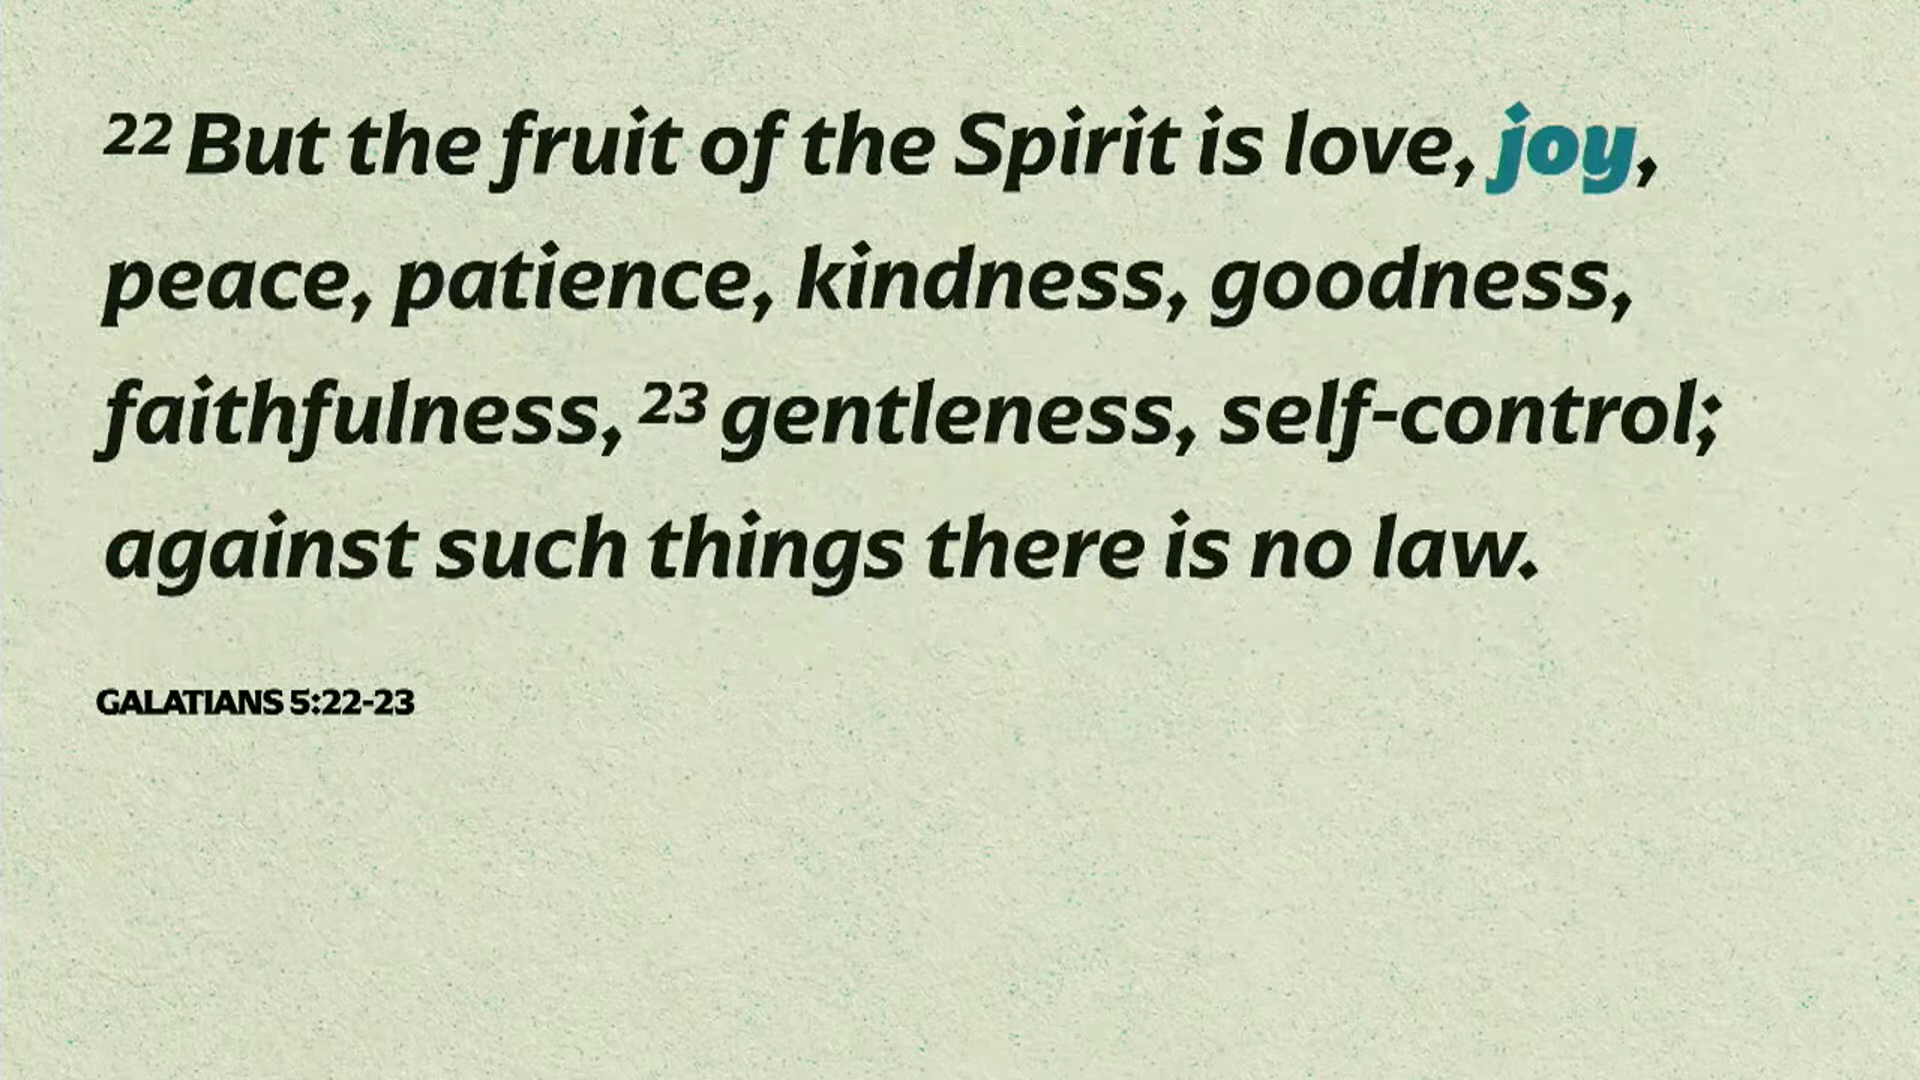 22 But the fruit of the Spirit is love, joy,
peace, patience, kindness, goodness,
faithfulness, 23 gentleness, self-control;
against such things there is no law.
GALATIANS 5:22-23